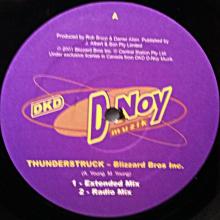 A
Produced by Rob Brvyn & Darren Allen. Published by
J. Albert & Son Pty Limited
℗ 2001 Blizzard Bros Inc. © Central Station Pty Ltd
Under exclusive license in Canada from DKD D-Noy Muzik.
DKD
D-NOY
muzik
THUNDERSTRUCK – Blizzard Bros Inc.
(A. Young, M. Young)
1 - Extended Mix
2 - Radio Mix